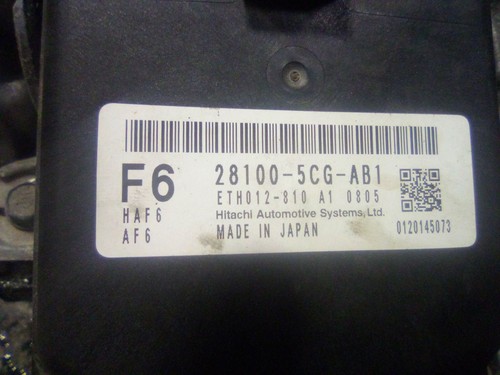 F6
28100-5CG-AB1
ETH012-810 A1 0805
HAF6
Hitachi Automotive Systems,Ltd.
AF6
MADE IN JAPAN
0120145073